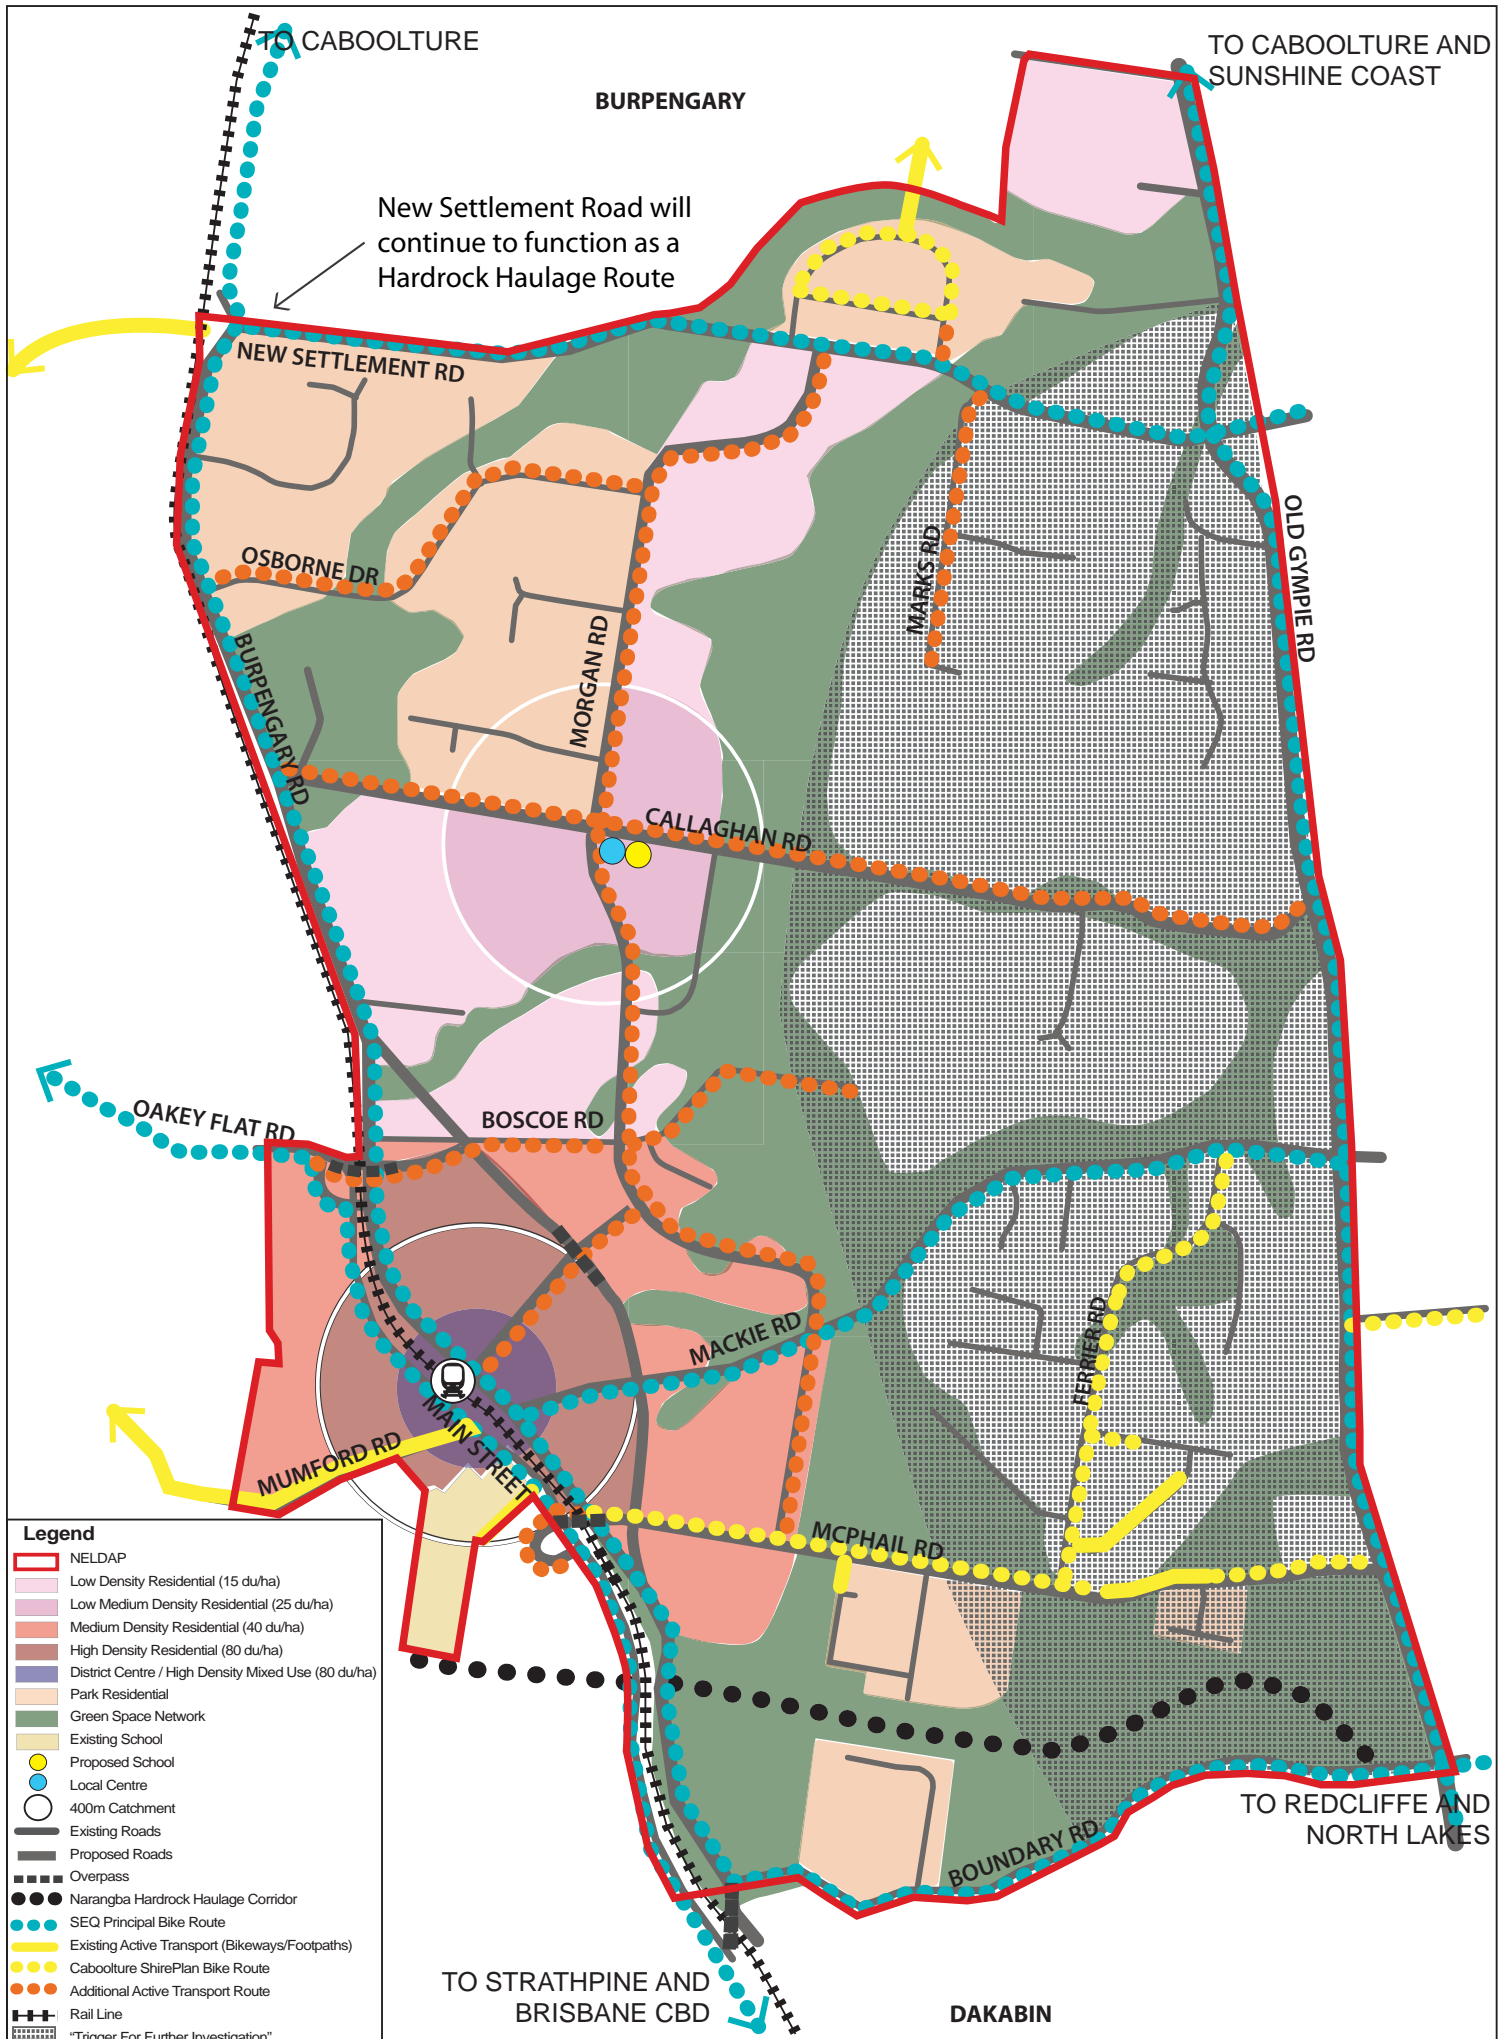 TO CABOOLTURE
TO CABOOLTURE AND
SUNSHINE COAST
BURPENGARY
New Settlement Road will
continue to function as a
Hardrock Haulage Route
NEW SETTLEMENT RD
OSBORNE DR
MARKS RD
OLD GYMPIE RD
MORGAN RD
BURPENGARY RD
CALLAGHAN RD
OAKEY FLAT RD
BOSCOE RD
MACKIE RD
FERRIER RD
MAIN STREET
MUMFORD RD
MCPHAIL RD
Legend
NELDAP
Low Density Residential (15 du/ha)
Low Medium Density Residential (25 du/ha)
Medium Density Residential (40 du/ha)
High Density Residential (80 du/ha)
District Centre / High Density Mixed Use (80 du/ha)
Park Residential
Green Space Network
Existing School
Proposed School
Local Centre
400m Catchment
Existing Roads
Proposed Roads
Overpass
Narangba Hardrock Haulage Corridor
SEQ Principal Bike Route
Existing Active Transport (Bikeways/Footpaths)
Caboolture ShirePlan Bike Route
Additional Active Transport Route
Rail Line
"Trigger For Further Investigation"
TO REDCLIFFE AND
NORTH LAKES
BOUNDARY RD
TO STRATHPINE AND
BRISBANE CBD
DAKABIN